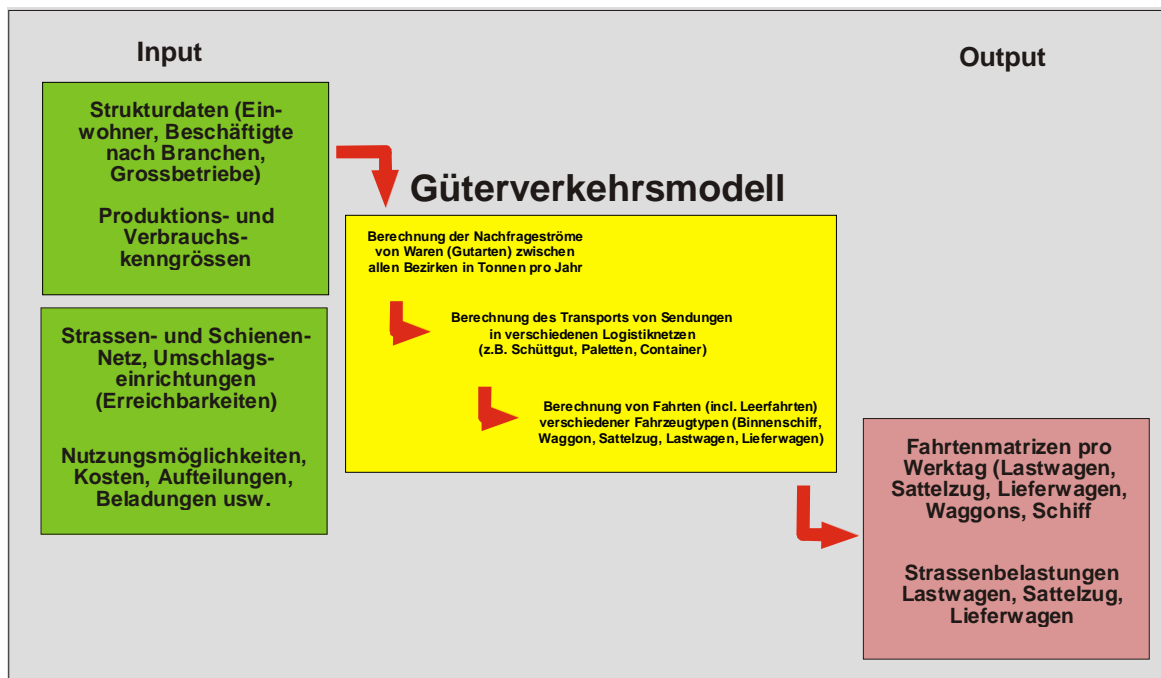 Input
Output
Strukturdaten (Ein-
wohner, Beschäftigte
nach Branchen,
Grossbetriebe)
Produktions- und
Verbrauchs-
kenngrössen
Strassen- und Schienen-
Netz, Umschlags-
einrichtungen
(Erreichbarkeiten)
Nutzungsmöglichkeiten,
Kosten, Aufteilungen,
Beladungen usw.
Güterverkehrsmodell
Berechnung der Nachfrageströme
von Waren (Gutarten) zwischen
allen Bezirken in Tonnen pro Jahr
Berechnung des Transports von Sendungen
in verschiedenen Logistiknetzen
(z.B. Schüttgut, Paletten, Container)
Berechnung von Fahrten (incl. Leerfahrten)
verschiedener Fahrzeugtypen (Binnenschiff,
Waggon, Sattelzug, Lastwagen, Lieferwagen)
Fahrtenmatrizen pro
Werktag (Lastwagen,
Sattelzug, Lieferwagen,
Waggons, Schiff
Strassenbelastungen
Lastwagen, Sattelzug,
Lieferwagen